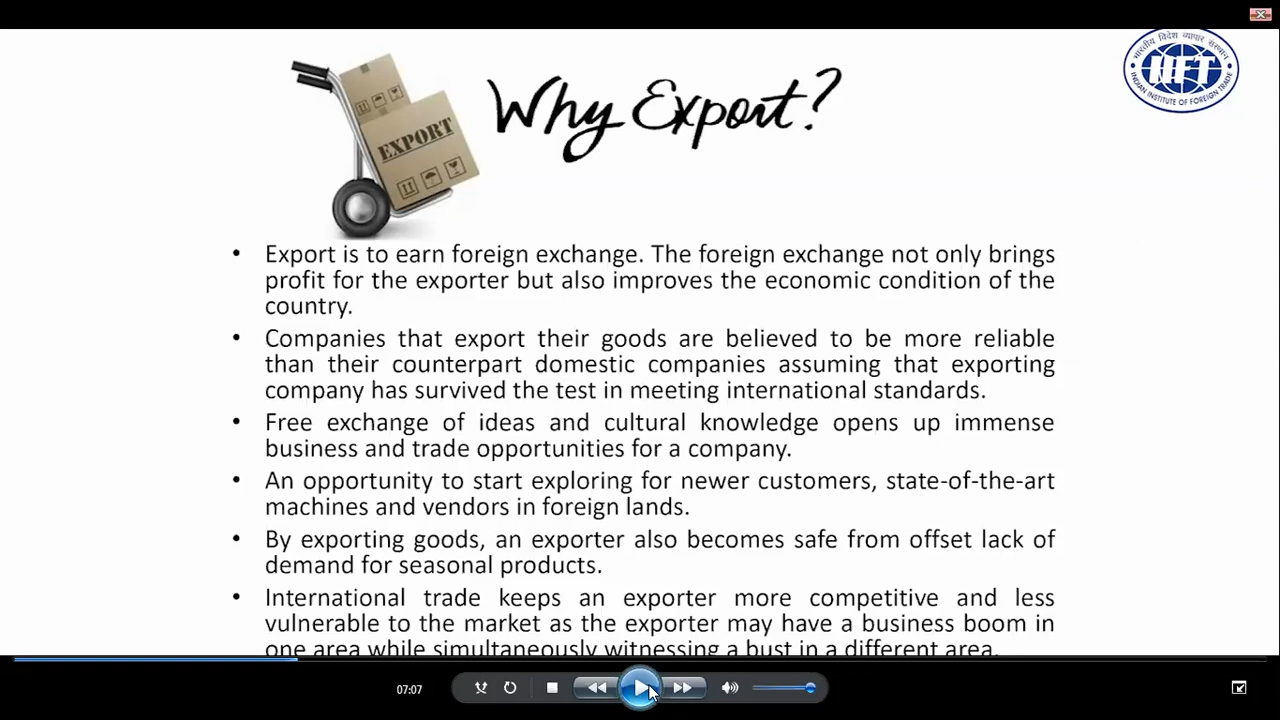 भारतीय विदेश व्यापार संस्थान
IIFT
INDIAN INSTITUTE OF FOREIGN TRADE
Why Export?
EXPORT
• Export is to earn foreign exchange. The foreign exchange not only brings
profit for the exporter but also improves the economic condition of the
country.
• Companies that export their goods are believed to be more reliable
than their counterpart domestic companies assuming that exporting
company has survived the test in meeting international standards.
• Free exchange of ideas and cultural knowledge opens up immense
business and trade opportunities for a company.
• An opportunity to start exploring for newer customers, state-of-the-art
machines and vendors in foreign lands.
• By exporting goods, an exporter also becomes safe from offset lack of
demand for seasonal products.
• International trade keeps an exporter more competitive and less
vulnerable to the market as the exporter may have a business boom in
one area while simultaneously witnessing a bust in a different area.
07:07